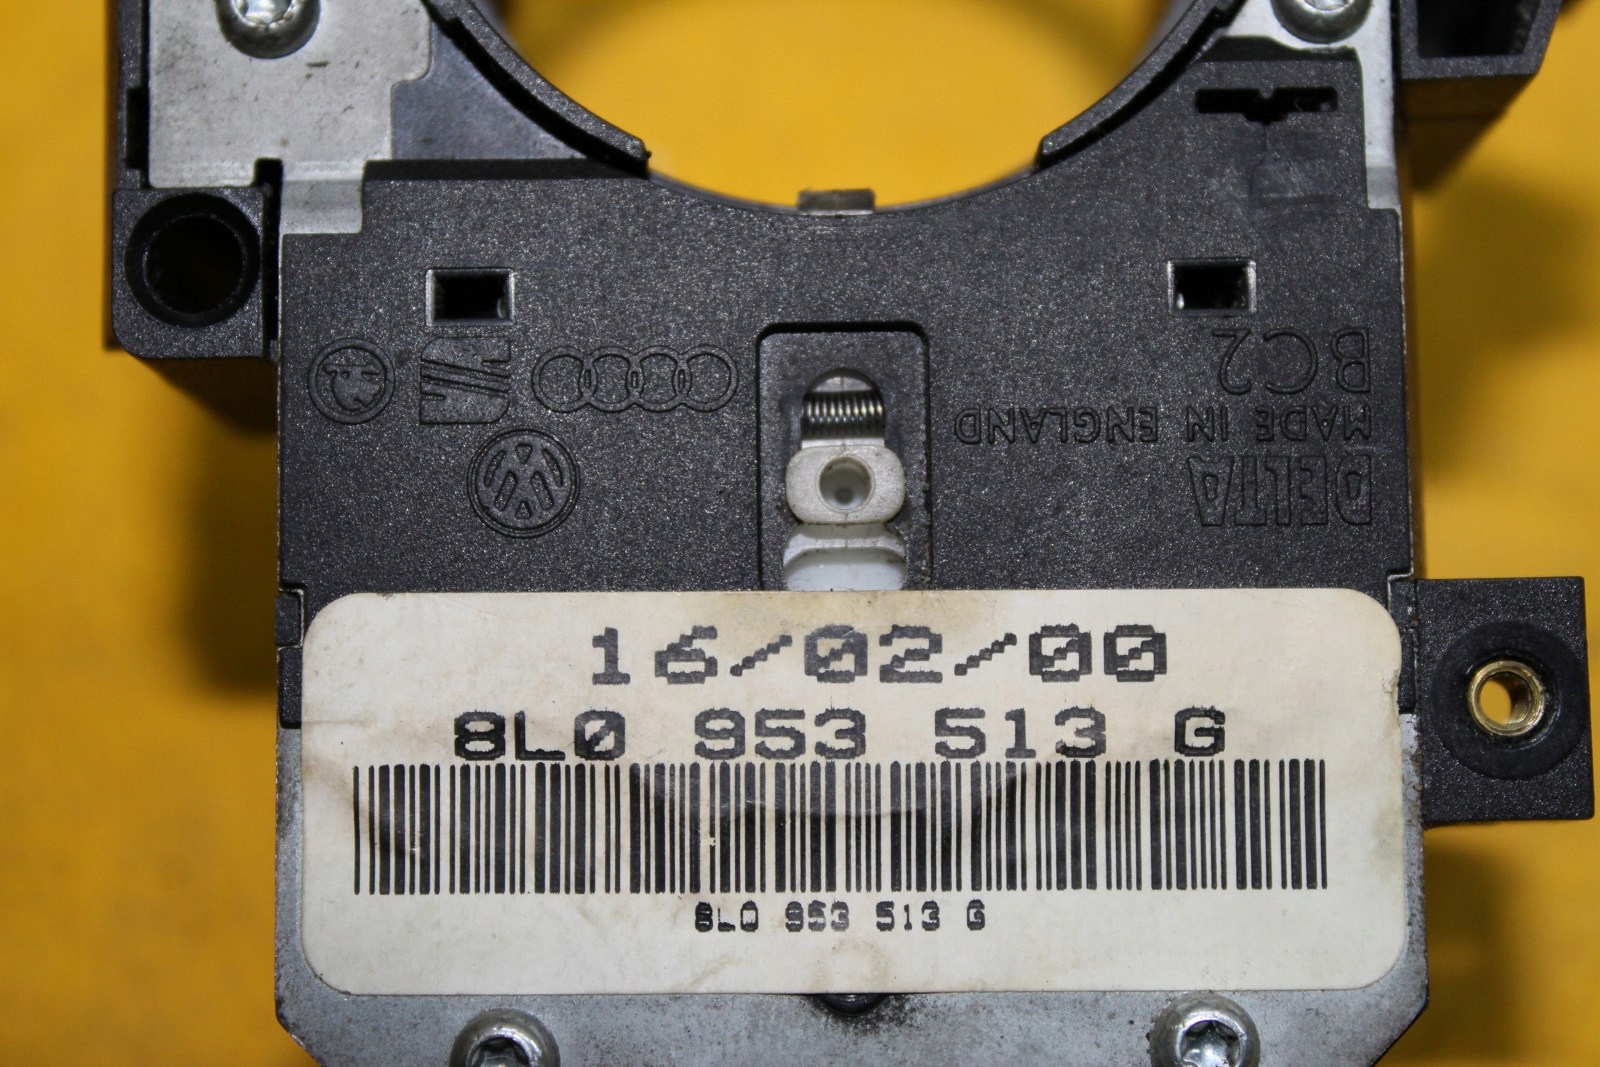 BC2
MADE IN ENGLAND
DELTA
16/02/00
8L0 953 513 G
8L0 953 513 G